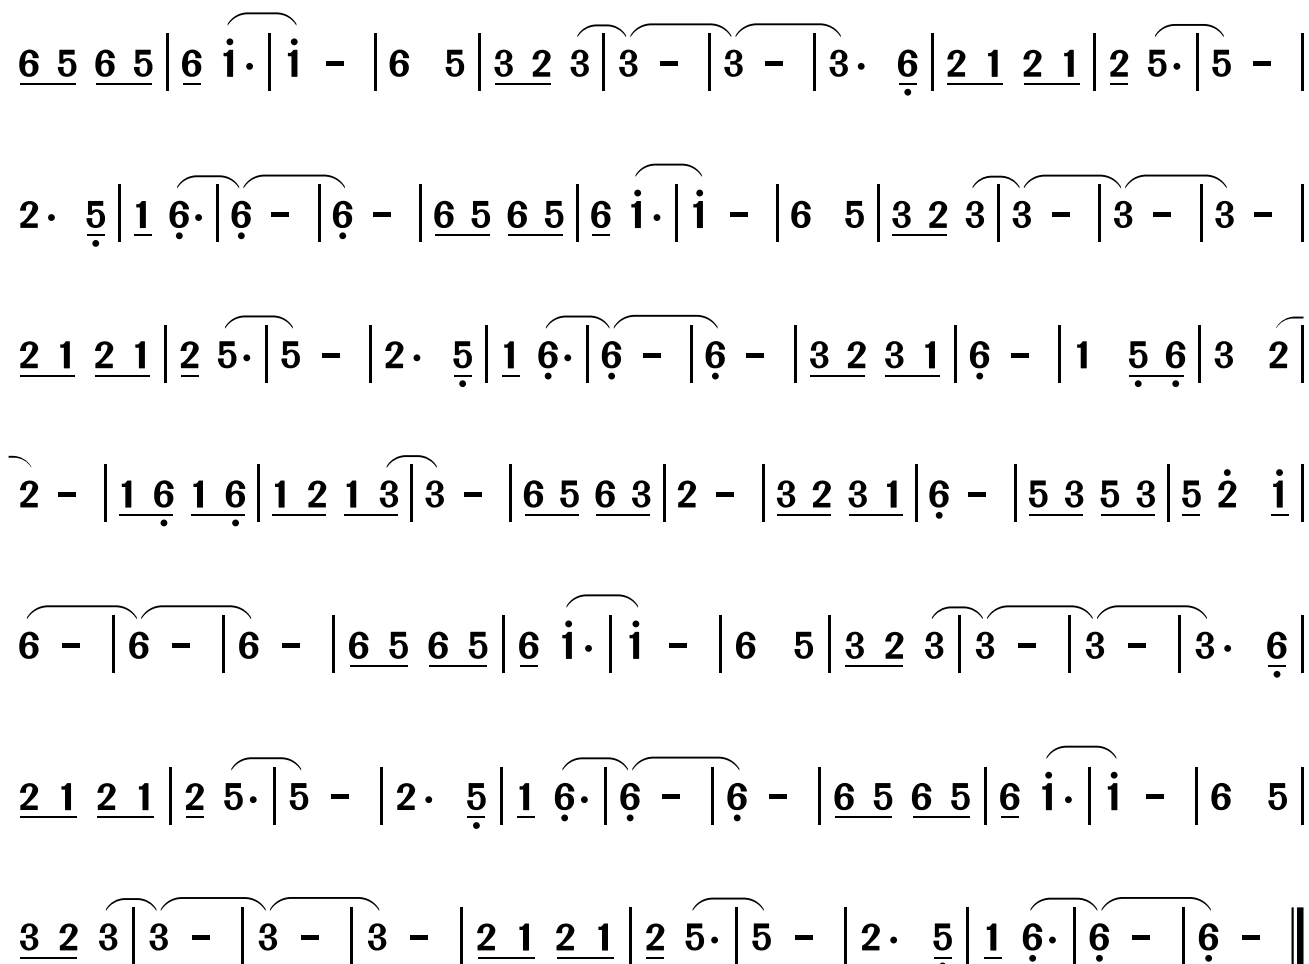 6 5 6 5 | 6 i · | i – | 6 5 | 3 2 3 | 3 – | 3 – | 3 · 6̣ | 2 1 2 1 | 2 5 · | 5 – |
2 · 5̣ | 1 6̣ · | 6̣ – | 6̣ – | 6 5 6 5 | 6 i · | i – | 6 5 | 3 2 3 | 3 – | 3 – | 3 – |
2 1 2 1 | 2 5 · | 5 – | 2 · 5̣ | 1 6̣ · | 6̣ – | 6̣ – | 3 2 3 1 | 6̣ – | 1 5̣ 6̣ | 3 2 |
2 – | 1 6̣ 1 6̣ | 1 2 1 3 | 3 – | 6 5 6 3 | 2 – | 3 2 3 1 | 6̣ – | 5 3 5 3 | 5 2̇ i |
6 – | 6 – | 6 – | 6 5 6 5 | 6 i · | i – | 6 5 | 3 2 3 | 3 – | 3 – | 3 · 6̣ |
2 1 2 1 | 2 5 · | 5 – | 2 · 5̣ | 1 6̣ · | 6̣ – | 6̣ – | 6 5 6 5 | 6 i · | i – | 6 5 |
3 2 3 | 3 – | 3 – | 3 – | 2 1 2 1 | 2 5 · | 5 – | 2 · 5̣ | 1 6̣ · | 6̣ – | 6̣ – ‖